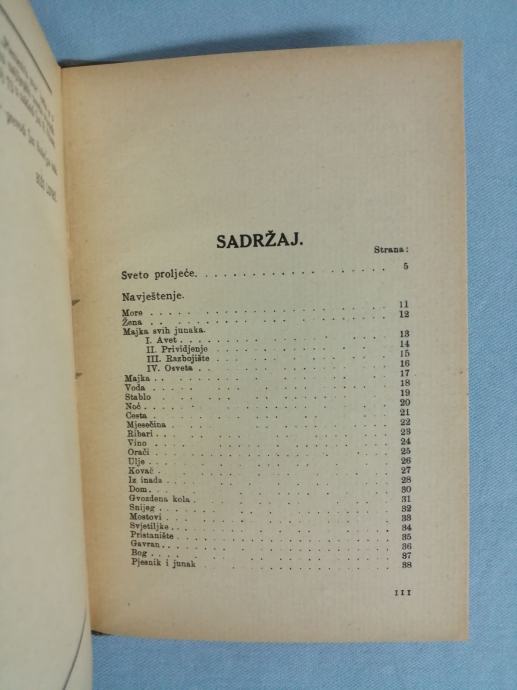 SADRŽAJ.
Strana:
Sveto proljeće. . . . . . . . . . . . . . 5
Navještenje.
More . . . . . . . . . . . . . . 11
Žena . . . . . . . . . . . . . . 12
Majka svih junaka.
I. Avet . . . . . . . . . . . . . . 13
II. Prividjenje . . . . . . . . . . . . 14
III. Razbojište . . . . . . . . . . . . 15
IV. Osveta . . . . . . . . . . . . . 16
Majka . . . . . . . . . . . . . . 17
Voda . . . . . . . . . . . . . . 18
Stablo . . . . . . . . . . . . . . 19
Noć . . . . . . . . . . . . . . 20
Cesta . . . . . . . . . . . . . . 21
Mjesečina . . . . . . . . . . . . . 22
Ribari . . . . . . . . . . . . . . 23
Vino . . . . . . . . . . . . . . 24
Orači . . . . . . . . . . . . . . 25
Ulje . . . . . . . . . . . . . . 26
Kovač . . . . . . . . . . . . . . 27
Iz inada . . . . . . . . . . . . . 28
Dom . . . . . . . . . . . . . . 30
Gvozdena kola . . . . . . . . . . . . 31
Snijeg . . . . . . . . . . . . . . 32
Mostovi . . . . . . . . . . . . . 33
Svjetiljke . . . . . . . . . . . . . 34
Pristanište . . . . . . . . . . . . . 35
Gavran . . . . . . . . . . . . . . 36
Bog . . . . . . . . . . . . . . 37
Pjesnik i junak . . . . . . . . . . . . 38
III